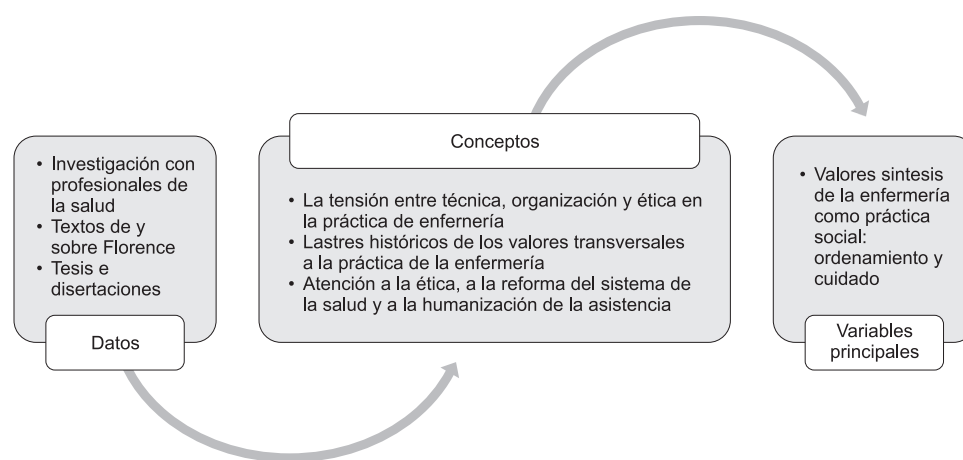 • Investigación con
profesionales de
la salud
• Textos de y
sobre Florence
• Tesis e
disertaciones
Datos
Conceptos
• La tensión entre técnica, organización y ética en
la práctica de enfernería
• Lastres históricos de los valores transversales
a la práctica de la enfermería
• Atención a la ética, a la reforma del sistema de
la salud y a la humanización de la asistencia
• Valores sintesis
de la enfermería
como práctica
social:
ordenamiento y
cuidado
Variables
principales